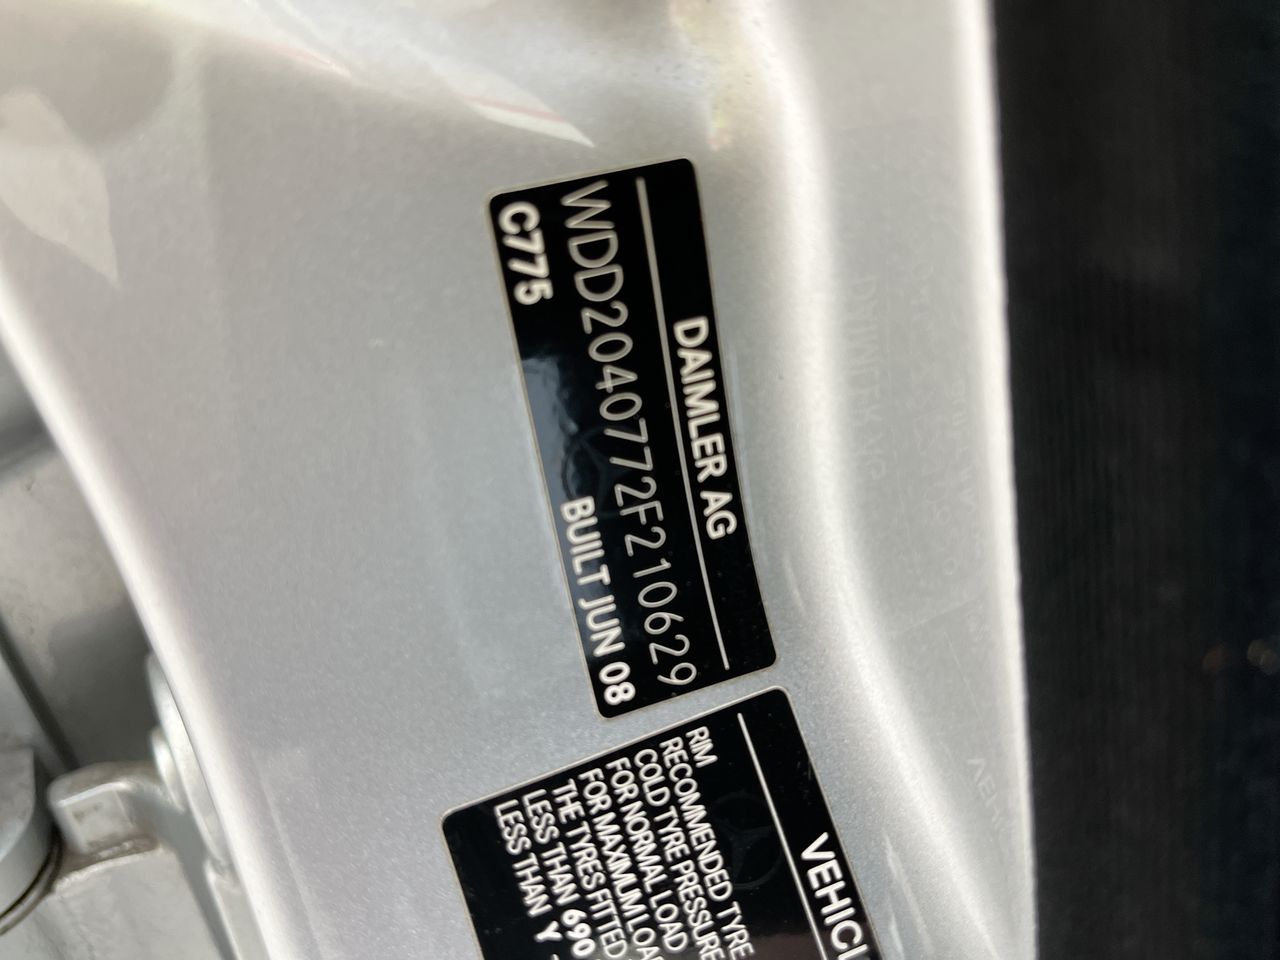 DAIMLER AG
WDD2040772F210629
C775 BUILT JUN 08
VEHICL
RIM
RECOMMENDED TYRE
COLD TYRE PRESSURE
FOR NORMAL LOAD
FOR MAXIMUM LOAD
THE TYRES FITTED
LESS THAN 690
LESS THAN Y